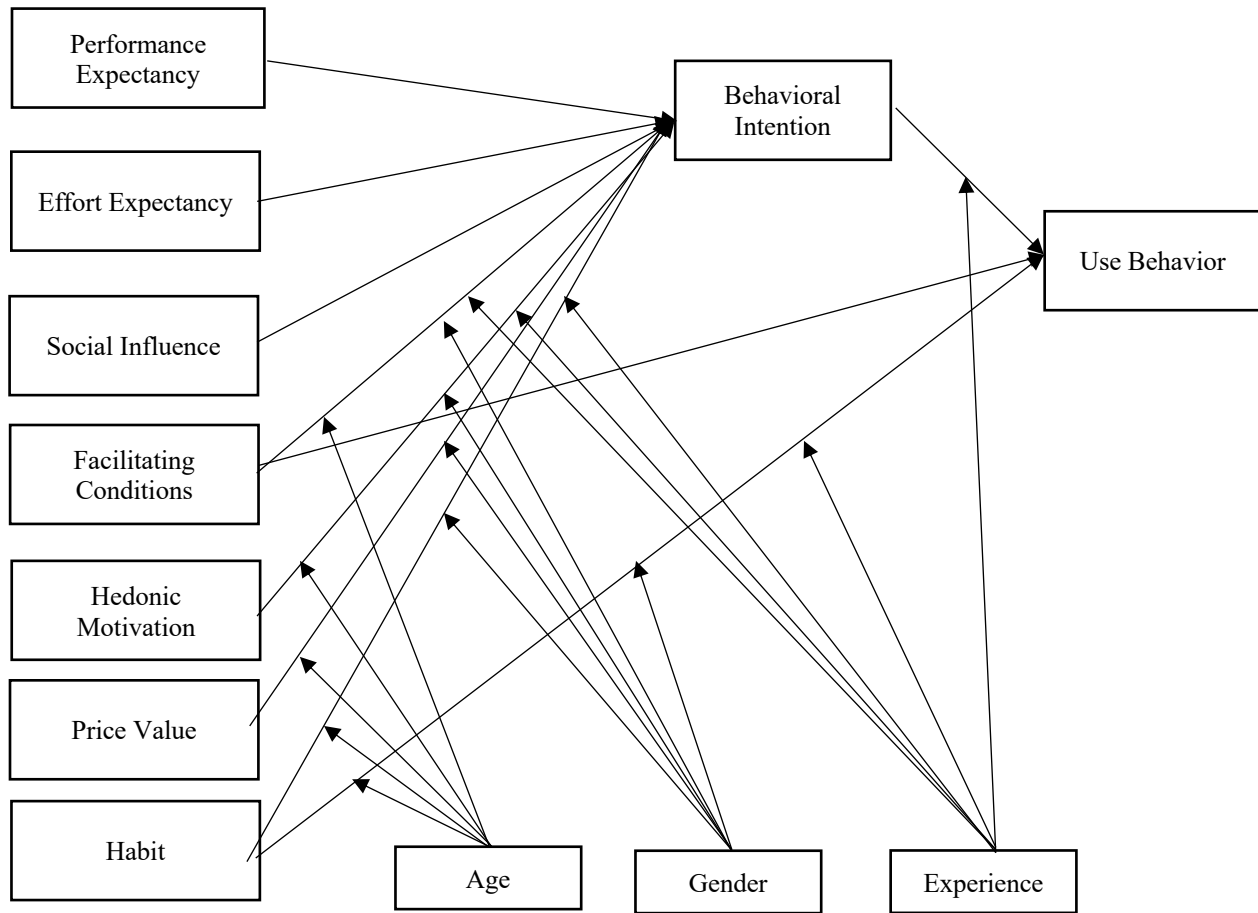 Performance
Expectancy
Behavioral
Intention
Effort Expectancy
Use Behavior
Social Influence
Facilitating
Conditions
Hedonic
Motivation
Price Value
Habit
Age
Gender
Experience